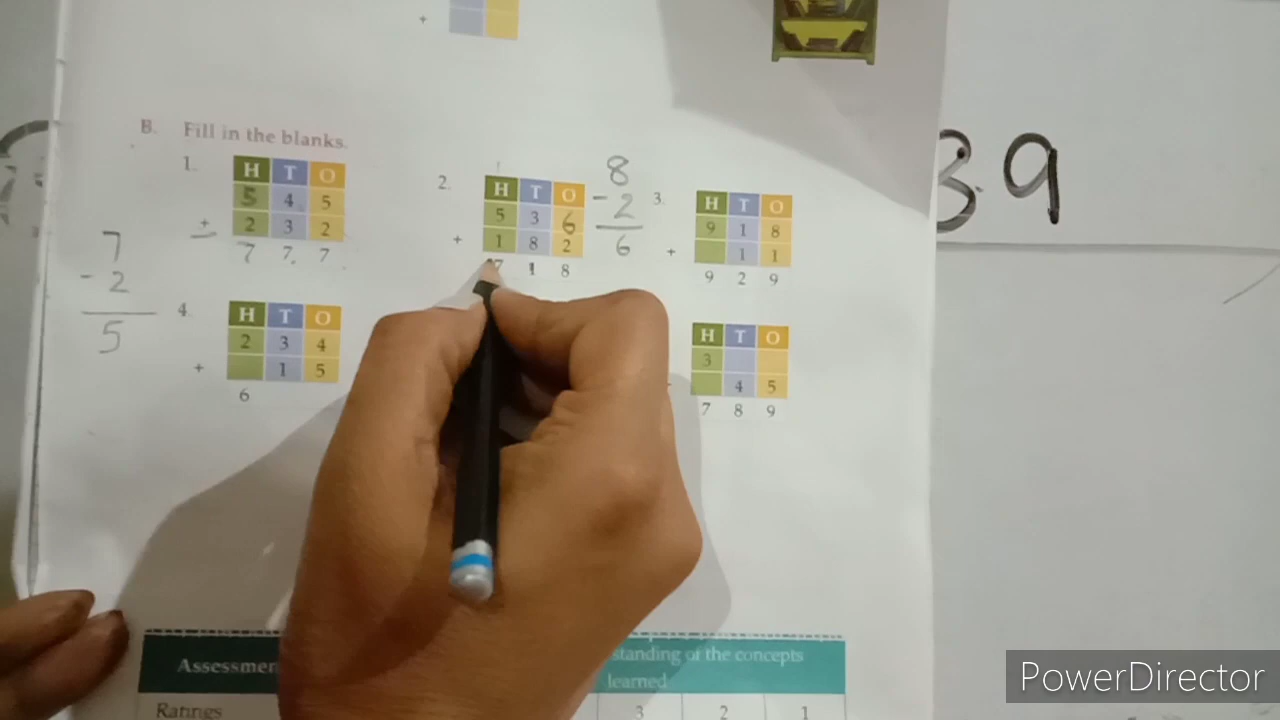 +
B. Fill in the blanks.
1.
H T O
5 4 5
+ 2 3 2
7 7 7
7
- 2
5
2.
1
H T O
5 3 6
+ 1 8 2
7 1 8
8
- 2
6
3.
H T O
9 1 8
+ 1 1
9 2 9
39
4.
H T O
2 3 4
+ 1 5
6
H T O
3
4 5
7 8 9
standing of the concepts
learned
Ratings
3 2 1
PowerDirector